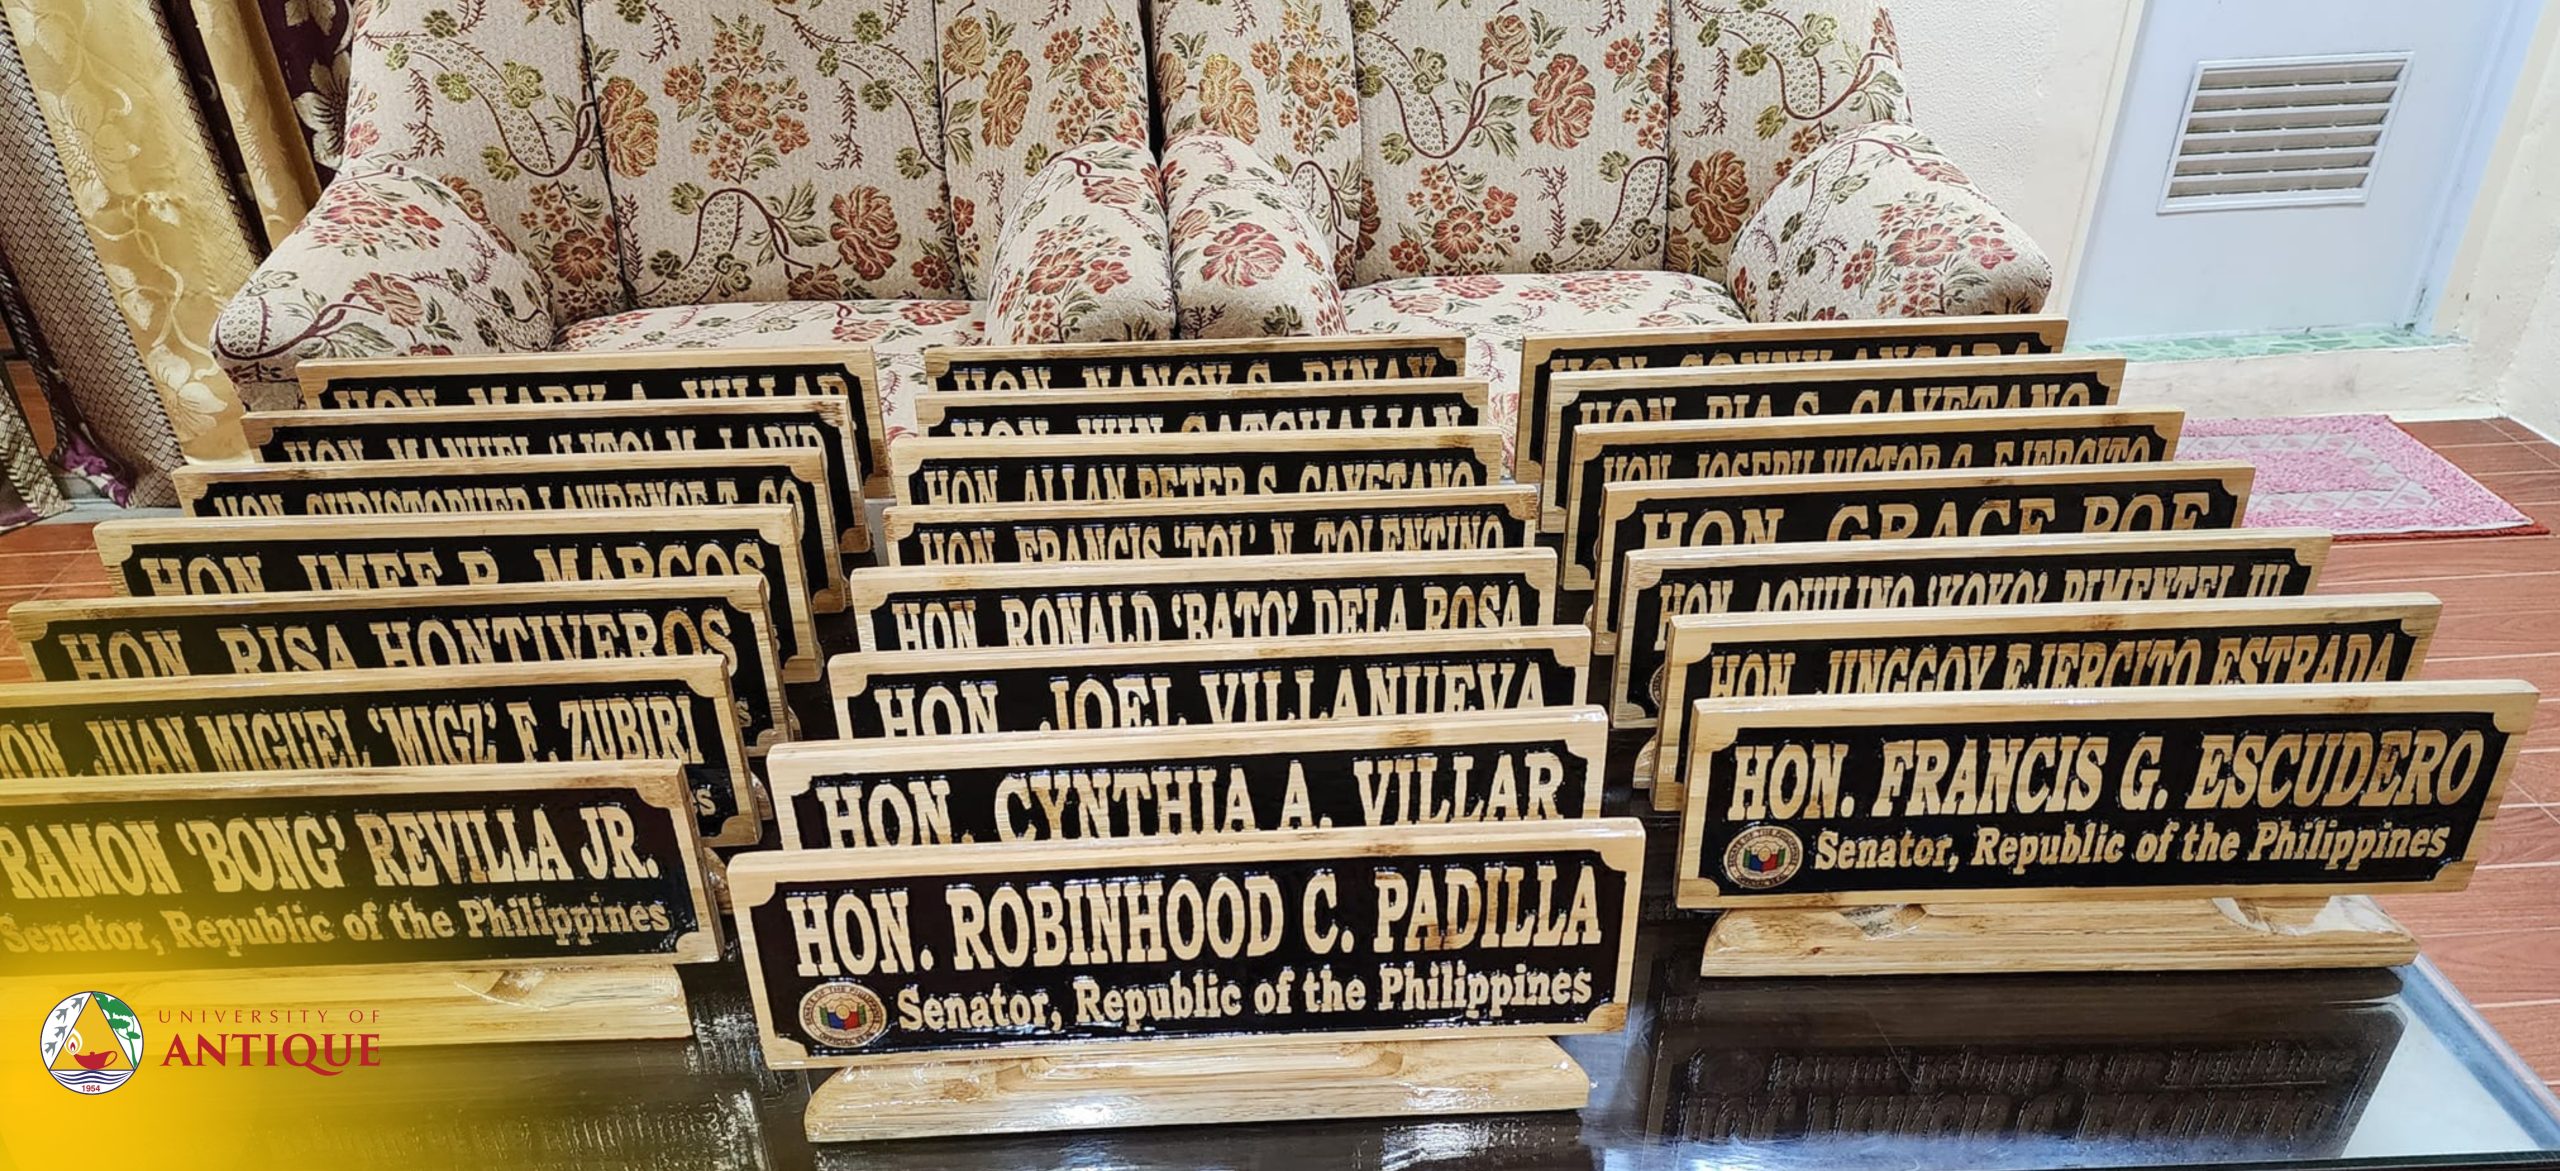 HON. MARK A. VILLAR
HON. MANUEL 'LITO' M. LAPID
HON. CHRISTOPHER LAWRENCE T. GO
HON. IMEE R. MARCOS
HON. RISA HONTIVEROS
HON. JUAN MIGUEL 'MIGZ' F. ZUBIRI
RAMON 'BONG' REVILLA JR.
Senator, Republic of the Philippines
HON. NANCY S. BINAY
HON. WIN GATCHALIAN
HON. ALLAN PETER S. CAYETANO
HON. FRANCIS 'TOL' N. TOLENTINO
HON. RONALD 'BATO' DELA ROSA
HON. JOEL VILLANUEVA
HON. CYNTHIA A. VILLAR
HON. ROBINHOOD C. PADILLA
Senator, Republic of the Philippines
HON. SONNY ANGARA
HON. PIA S. CAYETANO
HON. JOSEPH VICTOR G. EJERCITO
HON. GRACE POE
HON. AQUILINO 'KOKO' PIMENTEL III
HON. JINGGOY EJERCITO ESTRADA
HON. FRANCIS G. ESCUDERO
Senator, Republic of the Philippines
UNIVERSITY OF
ANTIQUE
1954